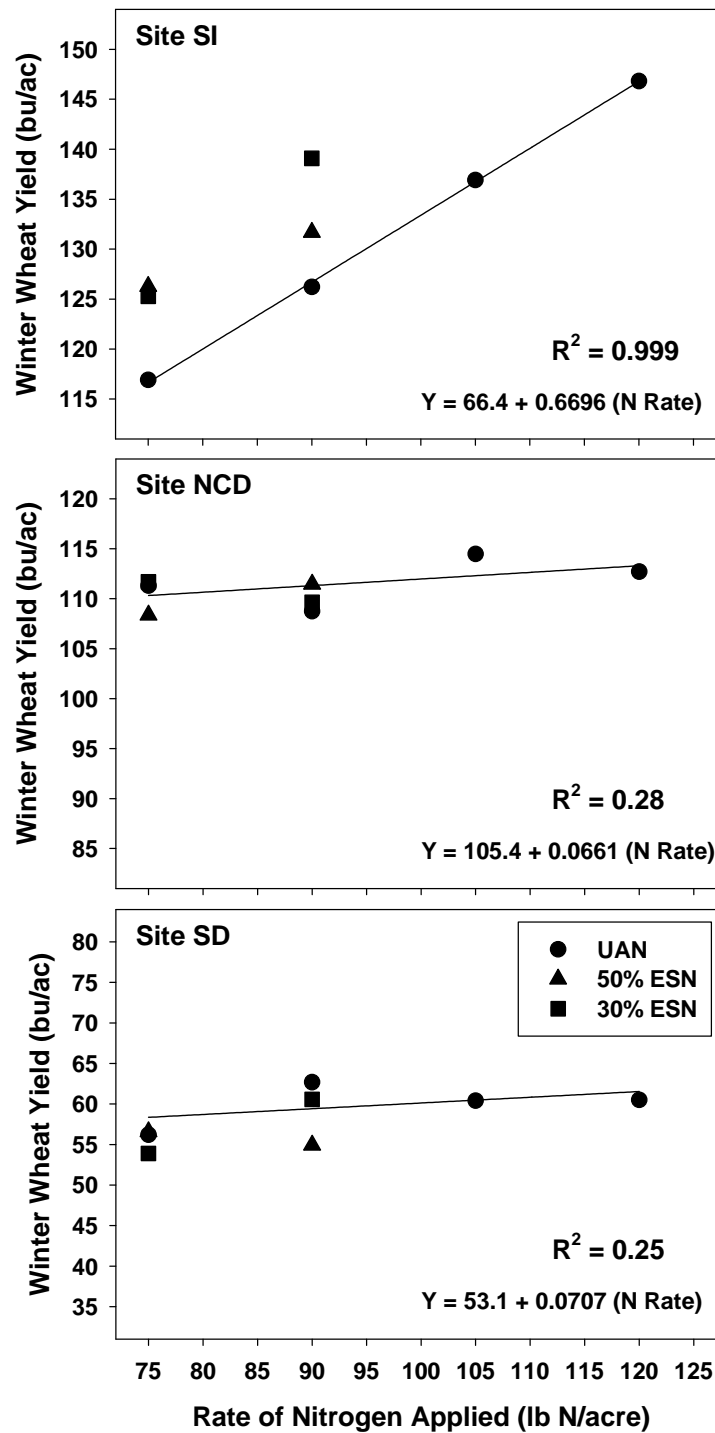 Site SI
Winter Wheat Yield (bu/ac)
150
145
140
135
130
125
120
115
R² = 0.999
Y = 66.4 + 0.6696 (N Rate)
Site NCD
Winter Wheat Yield (bu/ac)
120
115
110
105
100
95
90
85
R² = 0.28
Y = 105.4 + 0.0661 (N Rate)
Site SD
Winter Wheat Yield (bu/ac)
80
75
70
65
60
55
50
45
40
35
UAN
50% ESN
30% ESN
R² = 0.25
Y = 53.1 + 0.0707 (N Rate)
75 80 85 90 95 100 105 110 115 120 125
Rate of Nitrogen Applied (lb N/acre)